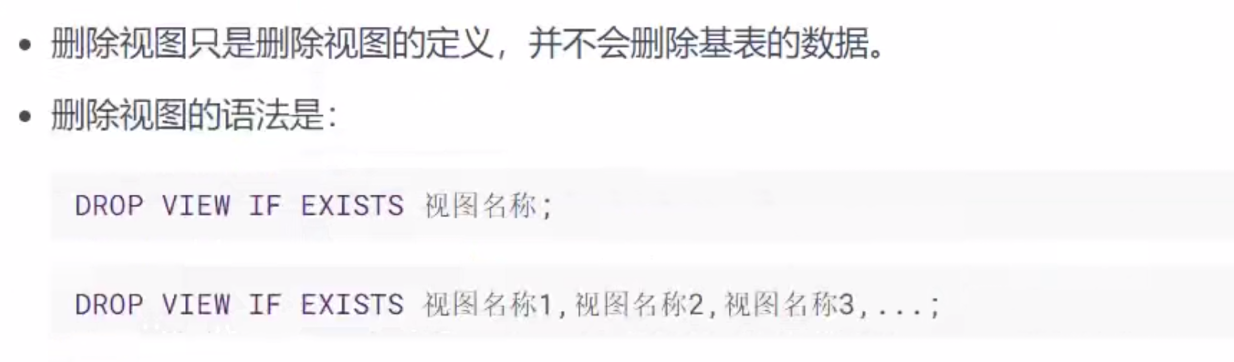 • 删除视图只是删除视图的定义，并不会删除基表的数据。
• 删除视图的语法是：
DROP VIEW IF EXISTS 视图名称;
DROP VIEW IF EXISTS 视图名称1,视图名称2,视图名称3,...;